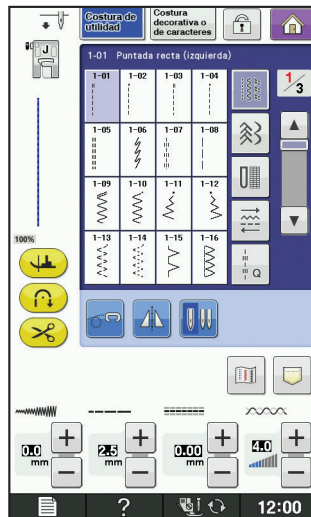 Costura de utilidad
Costura decorativa o de caracteres
J
1-01 Puntada recta (izquierda)
1/3
1-01 1-02 1-03 1-04
1-05 1-06 1-07 1-08
1-09 1-10 1-11 1-12
1-13 1-14 1-15 1-16
Q
100%
0.0 mm + − 2.5 mm + − 0.00 mm + − 4.0 + −
? 12:00